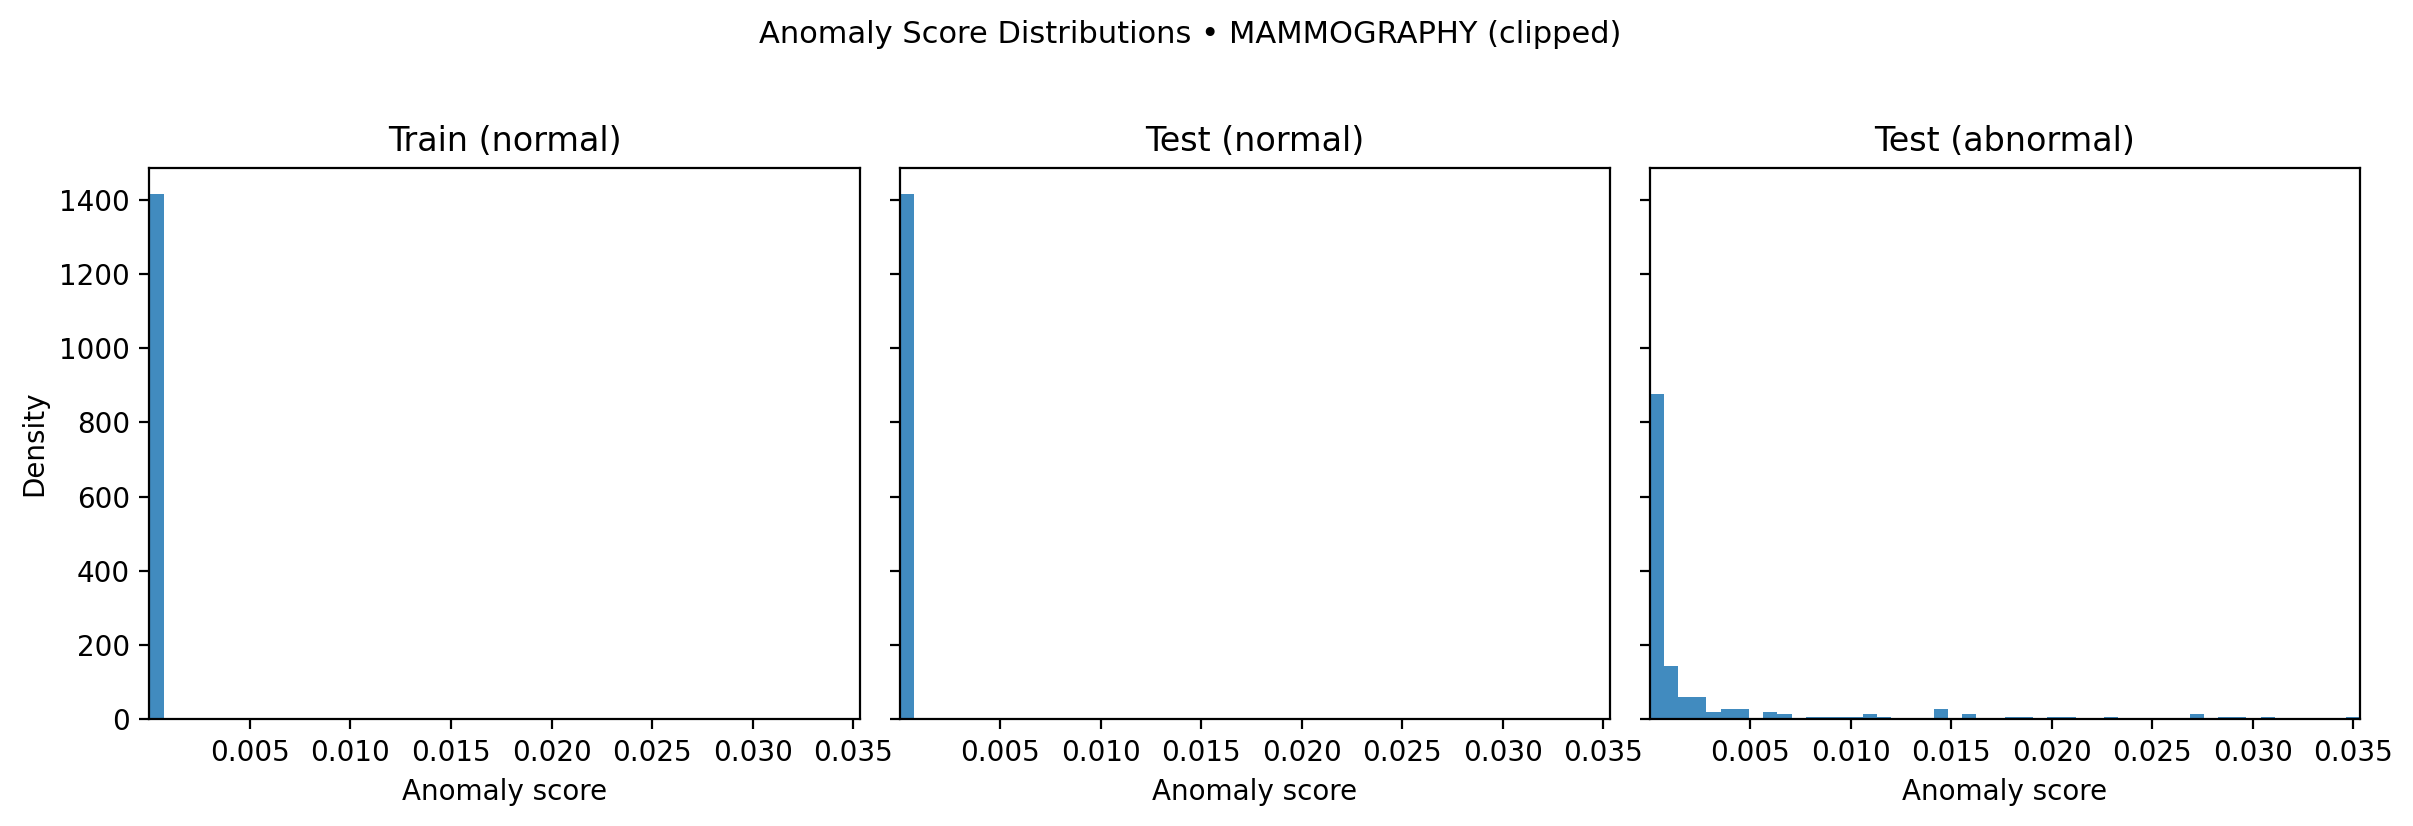 Anomaly Score Distributions • MAMMOGRAPHY (clipped)
Train (normal)
Test (normal)
Test (abnormal)
Density
1400
1200
1000
800
600
400
200
0
0.005 0.010 0.015 0.020 0.025 0.030 0.035
0.005 0.010 0.015 0.020 0.025 0.030 0.035
0.005 0.010 0.015 0.020 0.025 0.030 0.035
Anomaly score
Anomaly score
Anomaly score